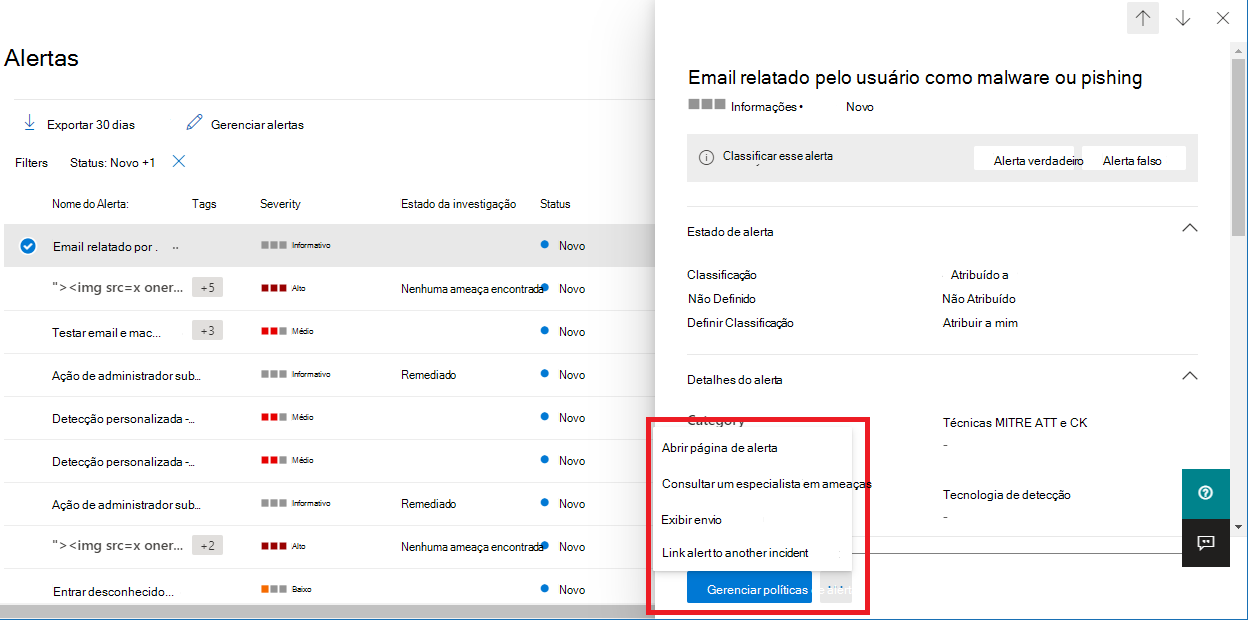 Alertas
Exportar 30 dias
Gerenciar alertas
Filters
Status: Novo +1
Nome do Alerta:
Tags
Severity
Estado da investigação
Status
Email relatado por . ..
Informativo
Novo
"><img src=x oner...
+5
Alto
Nenhuma ameaça encontrada
Novo
Testar email e mac...
+3
Médio
Novo
Ação de administrador sub...
Informativo
Remediado
Novo
Detecção personalizada -...
Médio
Novo
Detecção personalizada -...
Médio
Novo
Ação de administrador sub...
Informativo
Remediado
Novo
"><img src=x oner...
+2
Alto
Nenhuma ameaça encontrada
Novo
Entrar desconhecido...
Baixo
Novo
Email relatado pelo usuário como malware ou pishing
Informações •
Novo
Classificar esse alerta
Alerta verdadeiro
Alerta falso
Estado de alerta
Classificação
Atribuído a
Não Definido
Não Atribuído
Definir Classificação
Atribuir a mim
Detalhes do alerta
Category
Técnicas MITRE ATT e CK
-
Tecnologia de detecção
-
Abrir página de alerta
Consultar um especialista em ameaças
Exibir envio
Link alert to another incident
Gerenciar políticas de alerta